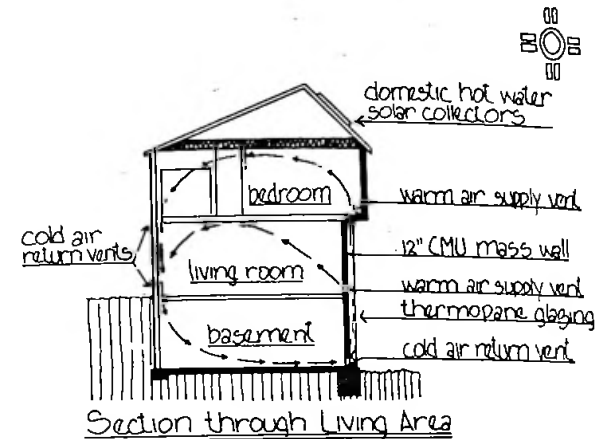 domestic hot water
solar collectors
bedroom
warm air supply vent
cold air
return vents
12" CMU mass wall
living room
warm air supply vent
thermopane glazing
basement
cold air return vent
Section through Living Area